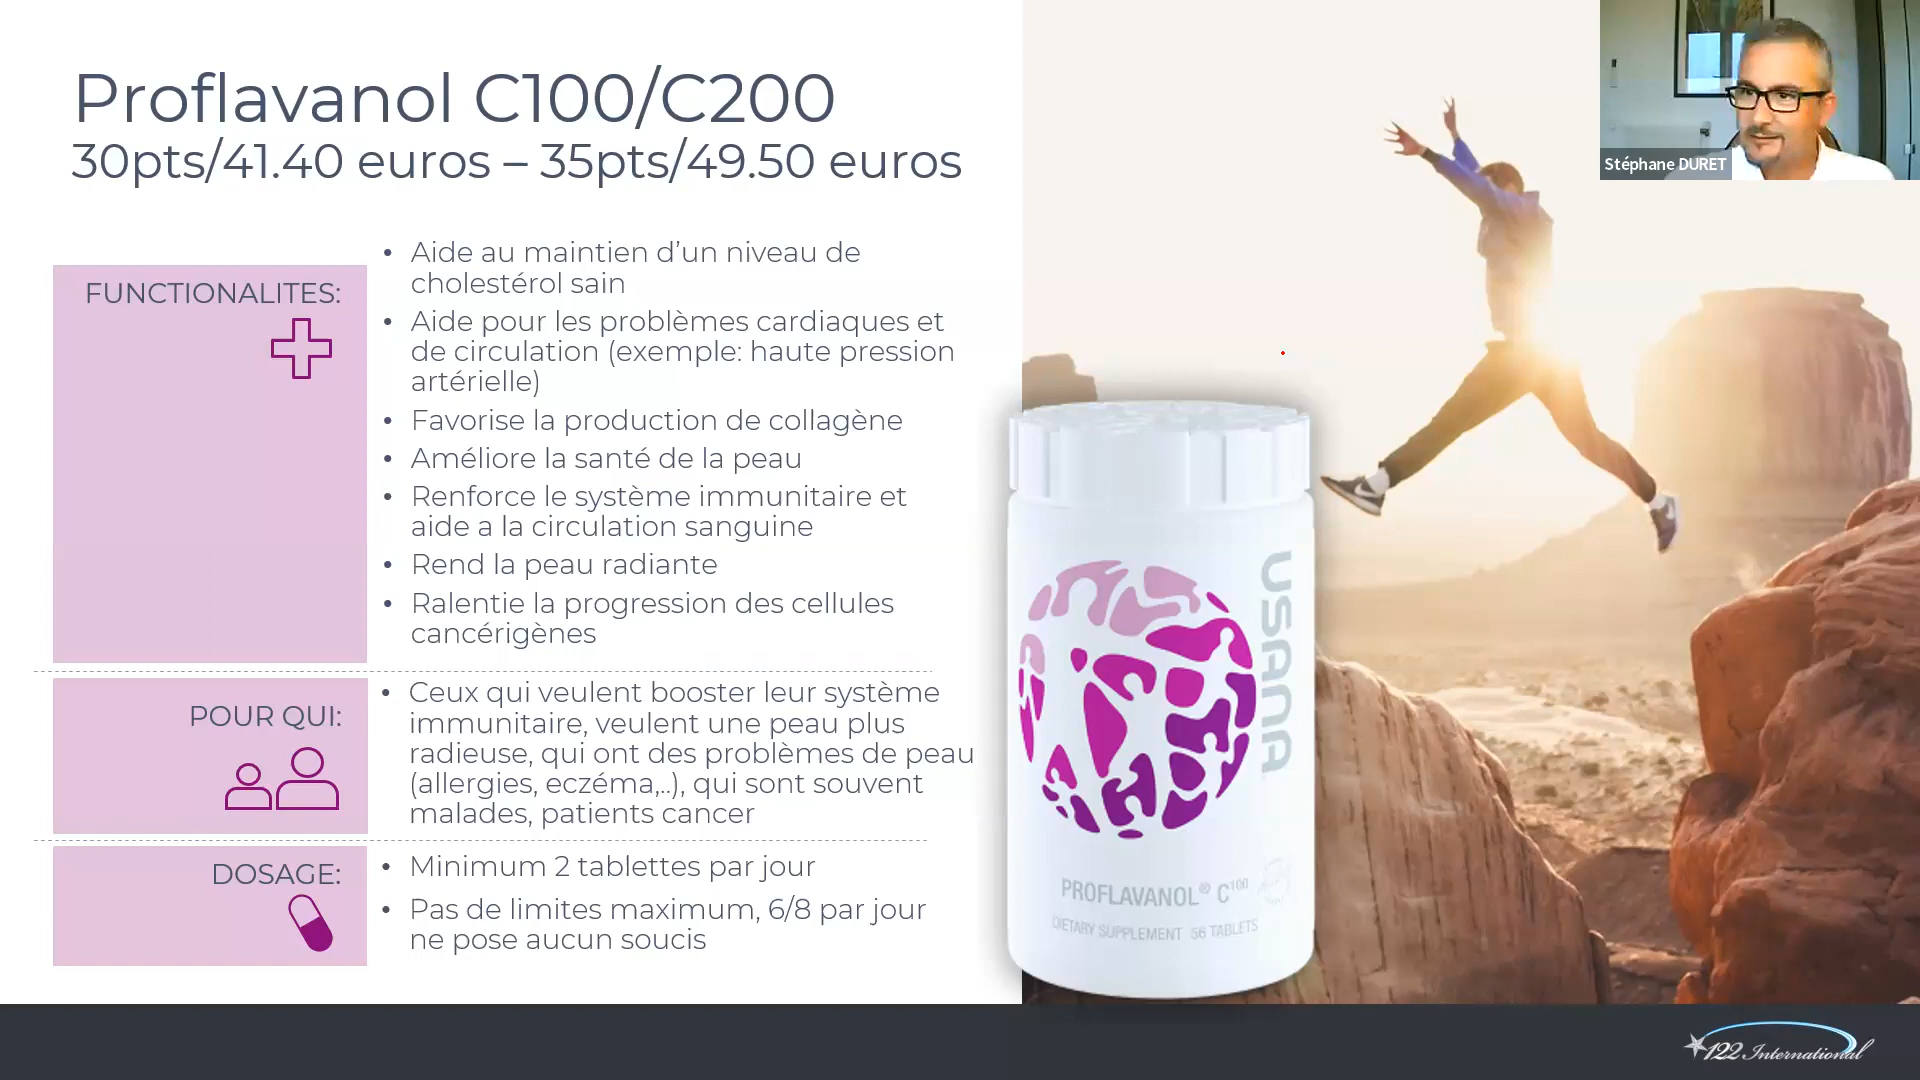 Proflavanol C100/C200
30pts/41.40 euros – 35pts/49.50 euros
Stéphane DURET
FUNCTIONALITES:
• Aide au maintien d’un niveau de
cholestérol sain
• Aide pour les problèmes cardiaques et
de circulation (exemple: haute pression
artérielle)
• Favorise la production de collagène
• Améliore la santé de la peau
• Renforce le système immunitaire et
aide a la circulation sanguine
• Rend la peau radiante
• Ralentie la progression des cellules
cancérigènes
POUR QUI:
• Ceux qui veulent booster leur système
immunitaire, veulent une peau plus
radieuse, qui ont des problèmes de peau
(allergies, eczéma,..), qui sont souvent
malades, patients cancer
DOSAGE:
• Minimum 2 tablettes par jour
• Pas de limites maximum, 6/8 par jour
ne pose aucun soucis
USANA
PROFLAVANOL® C100
DIETARY SUPPLEMENT 56 TABLETS
122 International